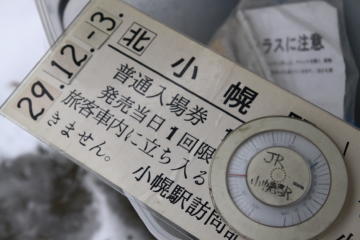 29.12.-3.
北 小幌駅
普通入場券
発売当日1回限
旅客車内に立ち入る
きません。
小幌駅訪問証
ラスに注意
JR
小幌駅